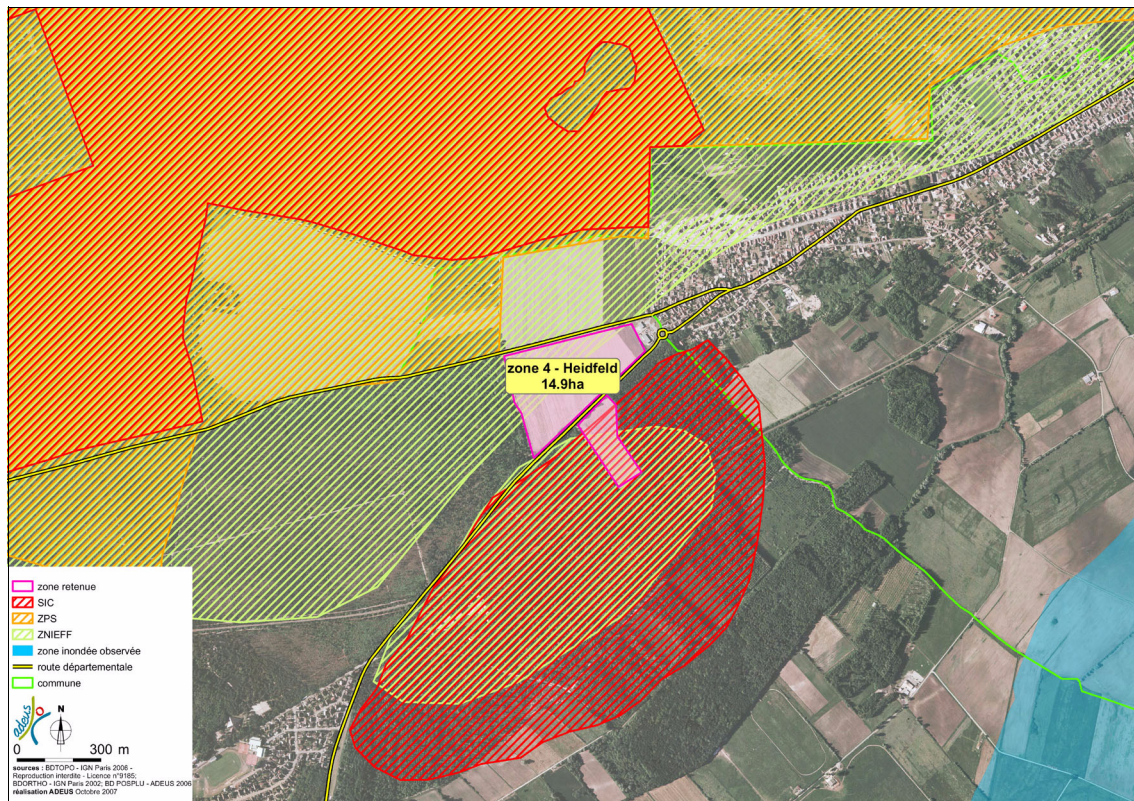 zone 4 - Heidfeld
14.9ha
zone retenue
SIC
ZPS
ZNIEFF
zone inondée observée
route départementale
commune
adeus
N
0 300 m
sources : BDTOPO - IGN Paris 2006 -
Reproduction interdite - Licence n°9185;
BDORTHO - IGN Paris 2002; BD POSPLU - ADEUS 2006
réalisation ADEUS Octobre 2007